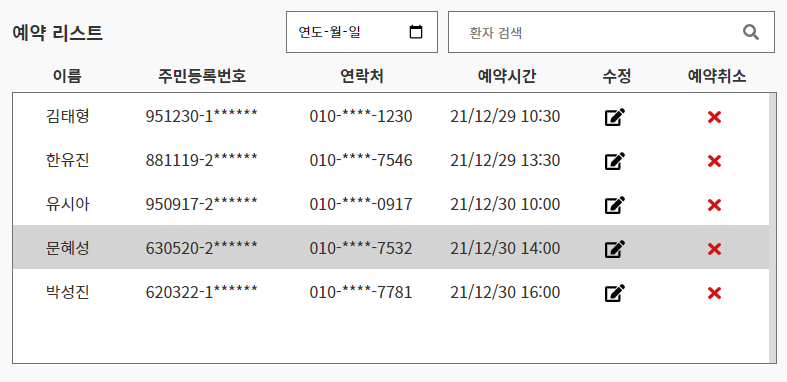 예약 리스트 연도-월-일 환자 검색
이름 주민등록번호 연락처 예약시간 수정 예약취소
김태형 951230-1****** 010-****-1230 21/12/29 10:30
한유진 881119-2****** 010-****-7546 21/12/29 13:30
유시아 950917-2****** 010-****-0917 21/12/30 10:00
문혜성 630520-2****** 010-****-7532 21/12/30 14:00
박성진 620322-1****** 010-****-7781 21/12/30 16:00